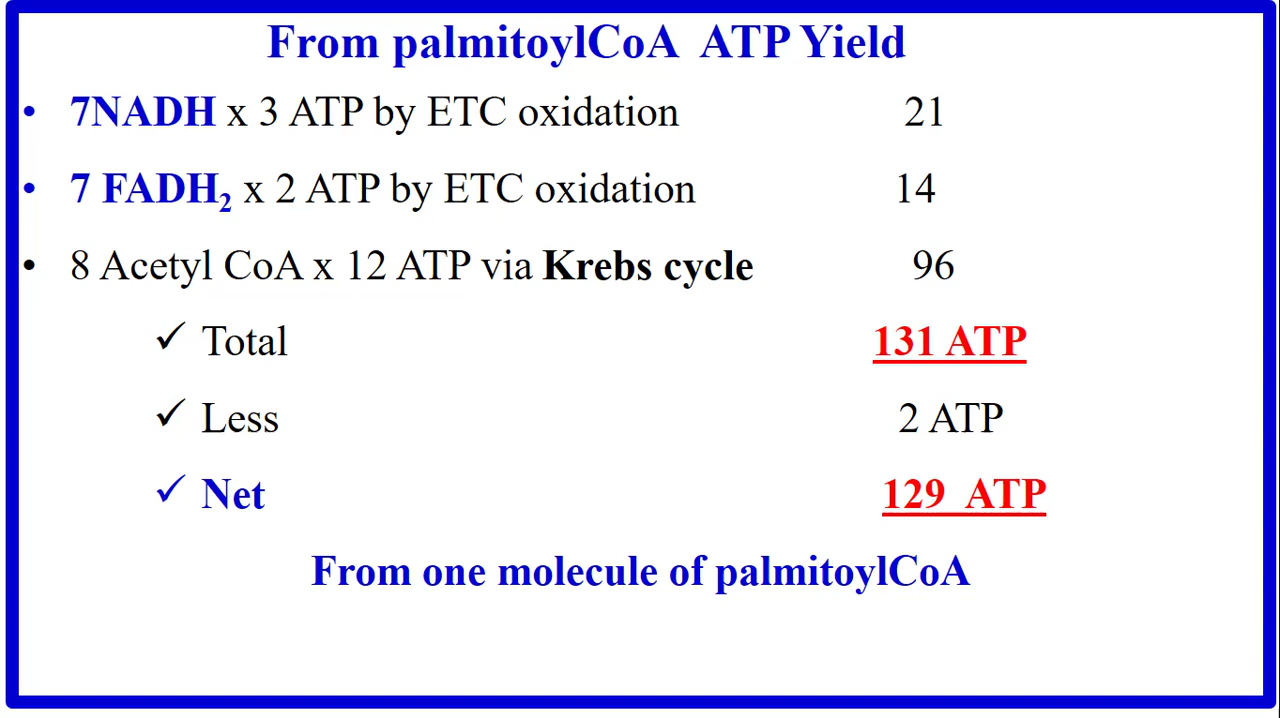 From palmitoylCoA ATP Yield
• 7NADH x 3 ATP by ETC oxidation 21
• 7 FADH₂ x 2 ATP by ETC oxidation 14
• 8 Acetyl CoA x 12 ATP via Krebs cycle 96
✓ Total 131 ATP
✓ Less 2 ATP
✓ Net 129 ATP
From one molecule of palmitoylCoA